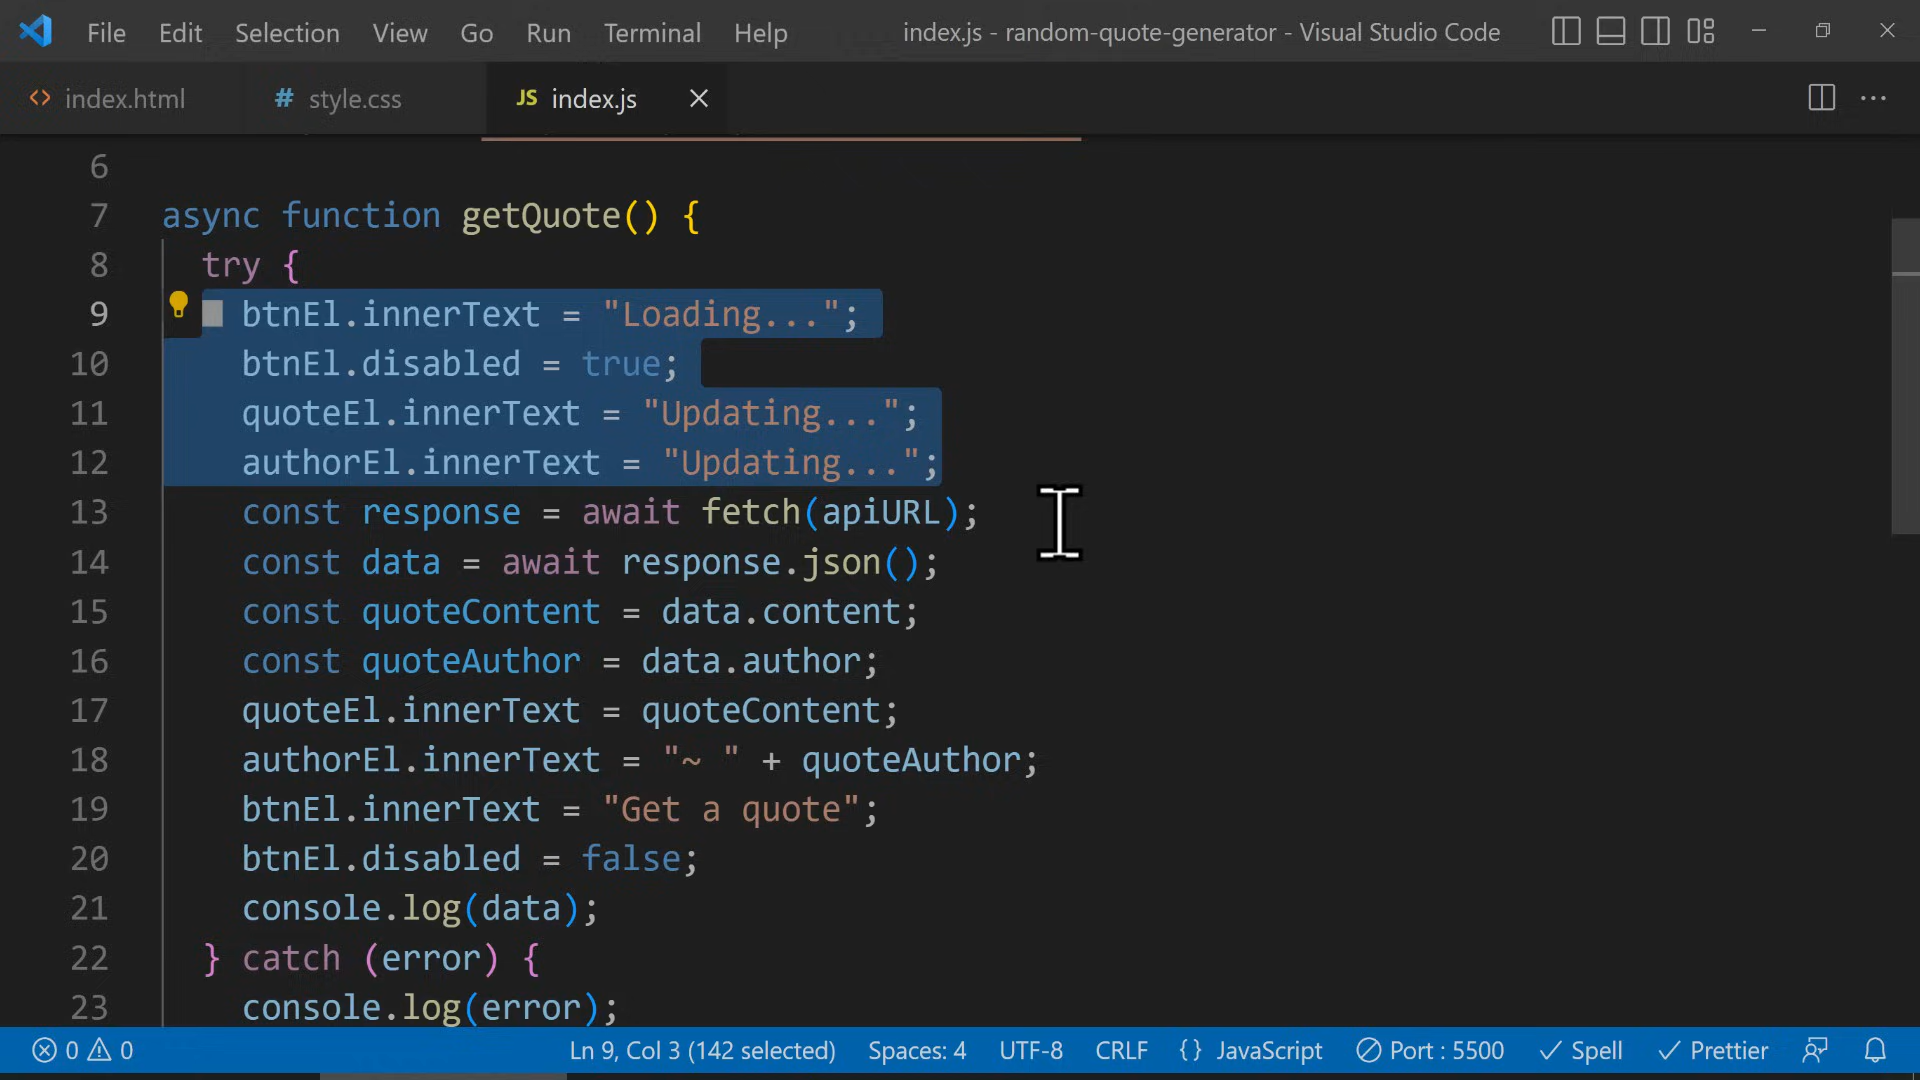 File Edit Selection View Go Run Terminal Help index.js - random-quote-generator - Visual Studio Code
<> index.html # style.css JS index.js
6
7 async function getQuote() {
8 try {
9 btnEl.innerText = "Loading...";
10 btnEl.disabled = true;
11 quoteEl.innerText = "Updating...";
12 authorEl.innerText = "Updating...";
13 const response = await fetch(apiURL);
14 const data = await response.json();
15 const quoteContent = data.content;
16 const quoteAuthor = data.author;
17 quoteEl.innerText = quoteContent;
18 authorEl.innerText = "~ " + quoteAuthor;
19 btnEl.innerText = "Get a quote";
20 btnEl.disabled = false;
21 console.log(data);
22 } catch (error) {
23 console.log(error);
0 0 Ln 9, Col 3 (142 selected) Spaces: 4 UTF-8 CRLF {} JavaScript Port : 5500 Spell Prettier